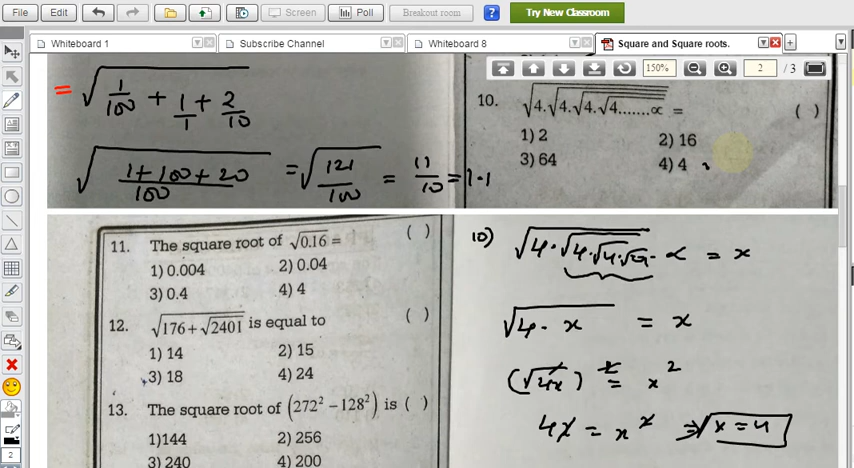 File Edit Screen Poll Breakout room ? Try New Classroom
Whiteboard 1 Subscribe Channel Whiteboard 8 Square and Square roots.
150% 2 / 3
= √(1/100 + 1/1 + 2/10)
√((1+100+20)/100) = √(121/100) = 11/10 = 1.1
10. √4.√4.√4.√4.......∝ = ( )
1) 2 2) 16
3) 64 4) 4
11. The square root of √0.16 = ( )
1) 0.004 2) 0.04
3) 0.4 4) 4
12. √176+√2401 is equal to ( )
1) 14 2) 15
3) 18 4) 24
13. The square root of (272² – 128²) is ( )
1)144 2) 256
3) 240 4) 200
10) √4·√4·√4·√4· ∝ = x
√4·x = x
(√4x)² = x²
4x = x² ⇒ x = 4
2